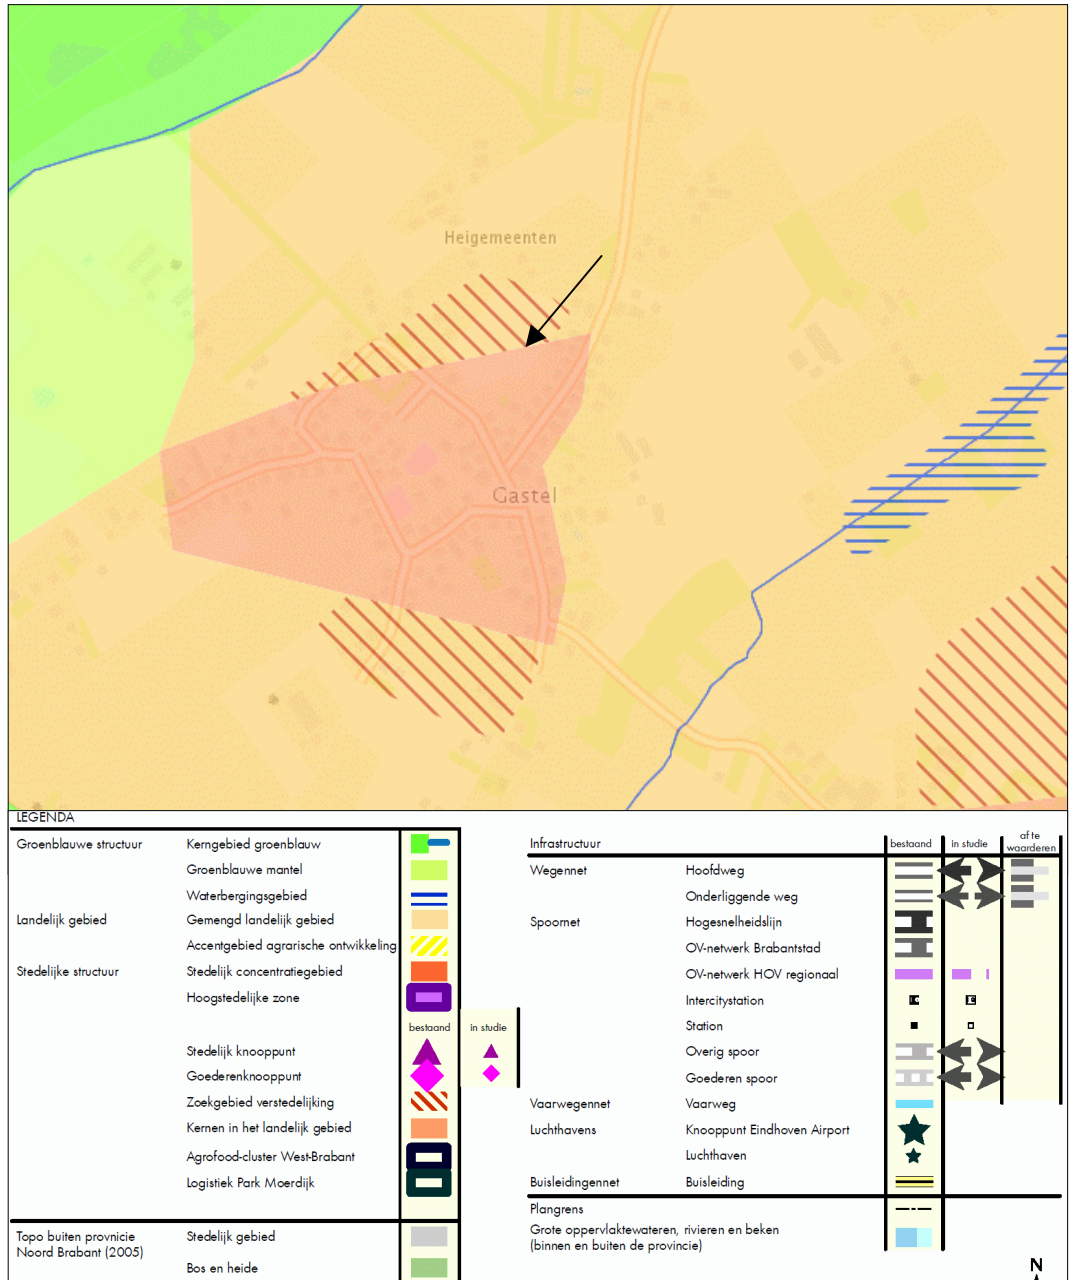 Heigemeenten
Gastel
LEGENDA
Groenblauwe structuur Kerngebied groenblauw
Groenblauwe mantel
Waterbergingsgebied
Landelijk gebied Gemengd landelijk gebied
Accentgebied agrarische ontwikkeling
Stedelijke structuur Stedelijk concentratiegebied
Hoogstedelijke zone
bestaand in studie
Stedelijk knooppunt
Goederenknooppunt
Zoekgebied verstedelijking
Kernen in het landelijk gebied
Agrofood-cluster West-Brabant
Logistiek Park Moerdijk
Topo buiten provnicie Stedelijk gebied
Noord Brabant (2005)
Bos en heide
Infrastructuur bestaand in studie af te
waarderen
Wegennet Hoofdweg
Onderliggende weg
Spoornet Hogesnelheidslijn
OV-netwerk Brabantstad
OV-netwerk HOV regionaal
Intercitystation
Station
Overig spoor
Goederen spoor
Vaarwegennet Vaarweg
Luchthavens Knooppunt Eindhoven Airport
Luchthaven
Buisleidingennet Buisleiding
Plangrens
Grote oppervlaktewateren, rivieren en beken
(binnen en buiten de provincie)
N